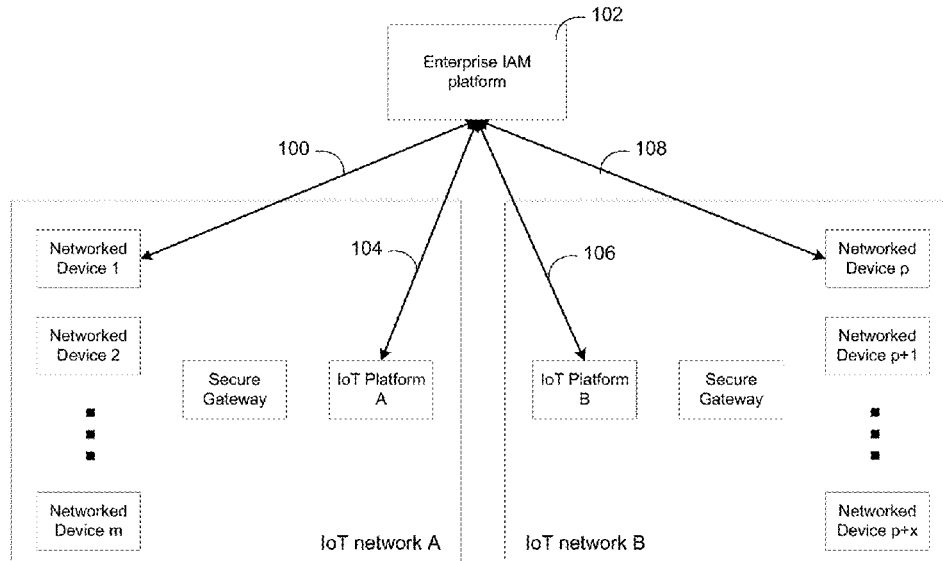 102
Enterprise IAM
platform
100
108
104
106
Networked
Device 1
Networked
Device 2
Networked
Device m
Secure
Gateway
IoT Platform
A
IoT network A
IoT Platform
B
Secure
Gateway
Networked
Device p
Networked
Device p+1
Networked
Device p+x
IoT network B